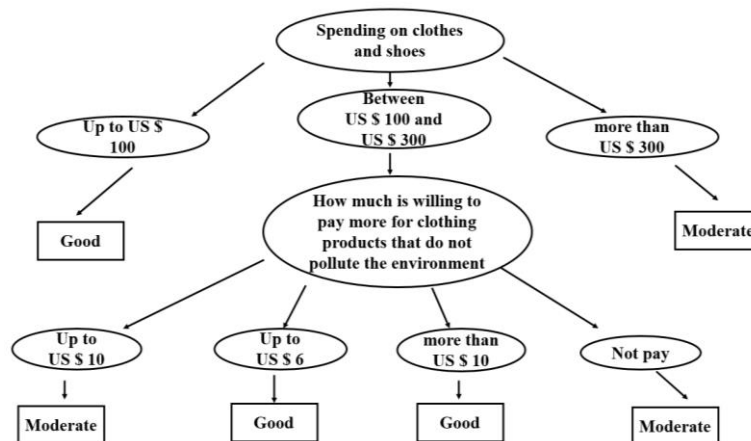 Spending on clothes
and shoes
Up to US $
100
Between
US $ 100 and
US $ 300
more than
US $ 300
Good
How much is willing to
pay more for clothing
products that do not
pollute the environment
Moderate
Up to
US $ 10
Up to
US $ 6
more than
US $ 10
Not pay
Moderate
Good
Good
Moderate